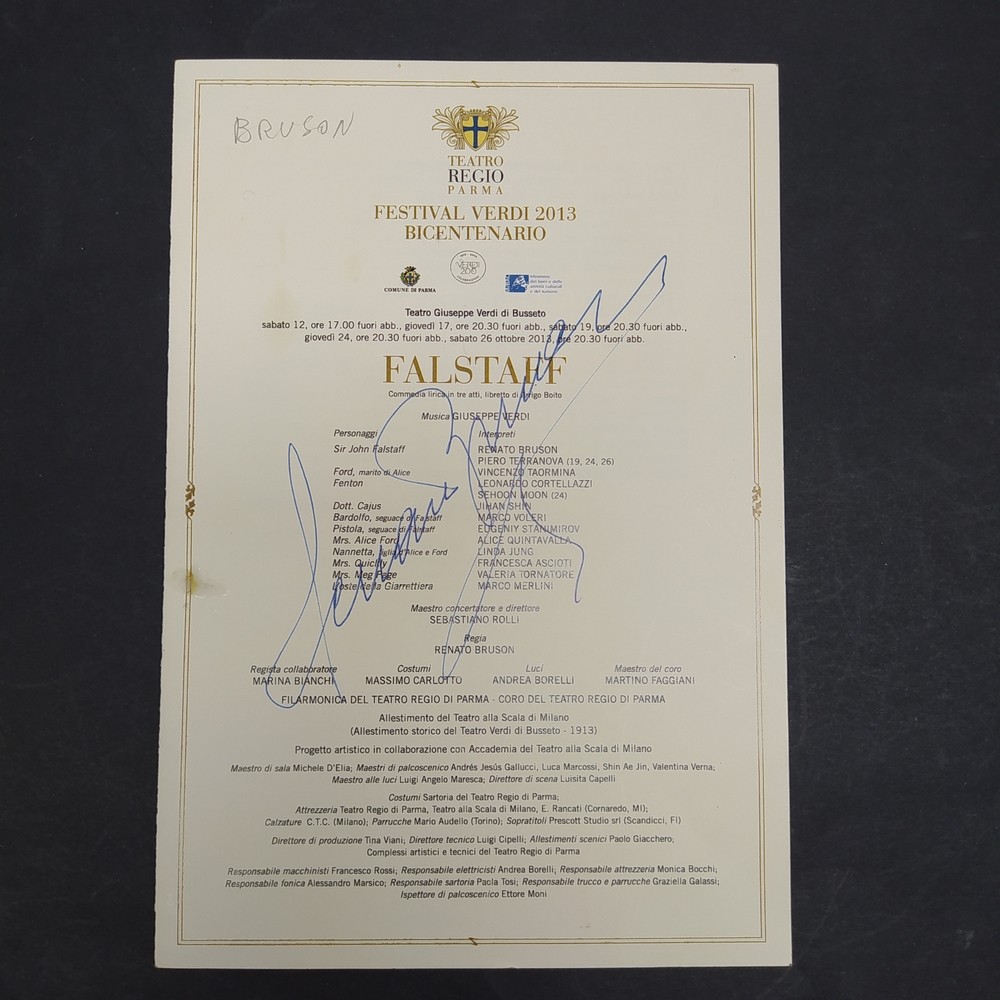 BRUSON
TEATRO
REGIO
PARMA
FESTIVAL VERDI 2013
BICENTENARIO
COMUNE DI PARMA
VERDI
Teatro Giuseppe Verdi di Busseto
sabato 12, ore 17.00 fuori abb., giovedì 17, ore 20.30 fuori abb., sabato 19, ore 20.30 fuori abb.,
giovedì 24, ore 20.30 fuori abb., sabato 26 ottobre 2013, ore 20.30 fuori abb.
FALSTAFF
Commedia lirica in tre atti, libretto di Arrigo Boito
Musica GIUSEPPE VERDI
Personaggi Interpreti
Sir John Falstaff RENATO BRUSON
PIERO TERRANOVA (19, 24, 26)
Ford, marito di Alice VINCENZO TAORMINA
Fenton LEONARDO CORTELLAZZI
SEHOON MOON (24)
Dott. Cajus JIHAN SHIN
Bardolfo, seguace di Falstaff MARCO VOLERI
Pistola, seguace di Falstaff EUGENIY STANIMIROV
Mrs. Alice Ford ALICE QUINTAVALLA
Nannetta, figlia d'Alice e Ford LINDA JUNG
Mrs. Quickly FRANCESCA ASCIOTI
Mrs. Meg Page VALERIA TORNATORE
L'oste della Giarrettiera MARCO MERLINI
Maestro concertatore e direttore
SEBASTIANO ROLLI
Regia
RENATO BRUSON
Regista collaboratore Costumi Luci Maestro del coro
MARINA BIANCHI MASSIMO CARLOTTO ANDREA BORELLI MARTINO FAGGIANI
FILARMONICA DEL TEATRO REGIO DI PARMA - CORO DEL TEATRO REGIO DI PARMA
Allestimento del Teatro alla Scala di Milano
(Allestimento storico del Teatro Verdi di Busseto - 1913)
Progetto artistico in collaborazione con Accademia del Teatro alla Scala di Milano
Maestro di sala Michele D'Elia; Maestri di palcoscenico Andrés Jesús Gallucci, Luca Marcossi, Shin Ae Jin, Valentina Verna;
Maestro alle luci Luigi Angelo Maresca; Direttore di scena Luisita Capelli
Costumi Sartoria del Teatro Regio di Parma;
Attrezzeria Teatro Regio di Parma, Teatro alla Scala di Milano, E. Rancati (Cornaredo, MI);
Calzature C.T.C. (Milano); Parrucche Mario Audello (Torino); Sopratitoli Prescott Studio srl (Scandicci, FI)
Direttore di produzione Tina Viani; Direttore tecnico Luigi Cipelli; Allestimenti scenici Paolo Giacchero;
Complessi artistici e tecnici del Teatro Regio di Parma
Responsabile macchinisti Francesco Rossi; Responsabile elettricisti Andrea Borelli; Responsabile attrezzeria Monica Bocchi;
Responsabile fonica Alessandro Marsico; Responsabile sartoria Paola Tosi; Responsabile trucco e parrucche Graziella Galassi;
Ispettore di palcoscenico Ettore Moni